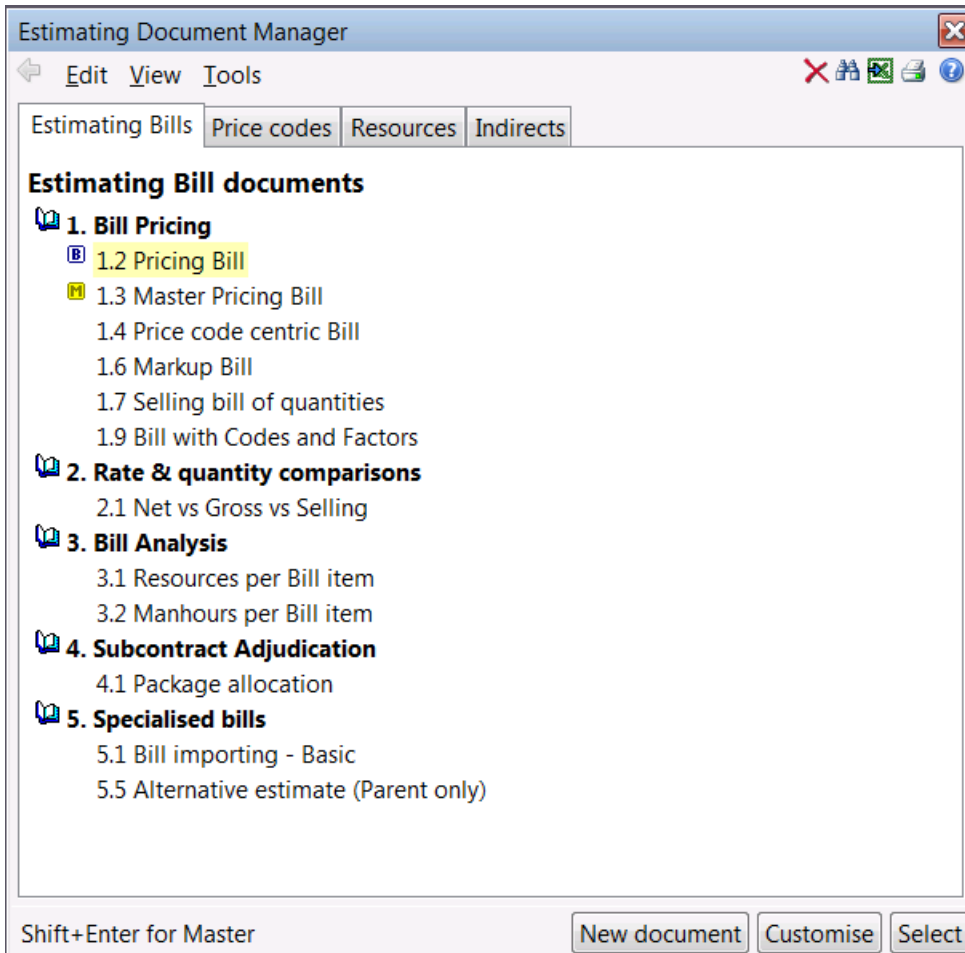 Estimating Document Manager
Edit View Tools
Estimating Bills Price codes Resources Indirects
Estimating Bill documents
1. Bill Pricing
B 1.2 Pricing Bill
M 1.3 Master Pricing Bill
1.4 Price code centric Bill
1.6 Markup Bill
1.7 Selling bill of quantities
1.9 Bill with Codes and Factors
2. Rate & quantity comparisons
2.1 Net vs Gross vs Selling
3. Bill Analysis
3.1 Resources per Bill item
3.2 Manhours per Bill item
4. Subcontract Adjudication
4.1 Package allocation
5. Specialised bills
5.1 Bill importing - Basic
5.5 Alternative estimate (Parent only)
Shift+Enter for Master New document Customise Select